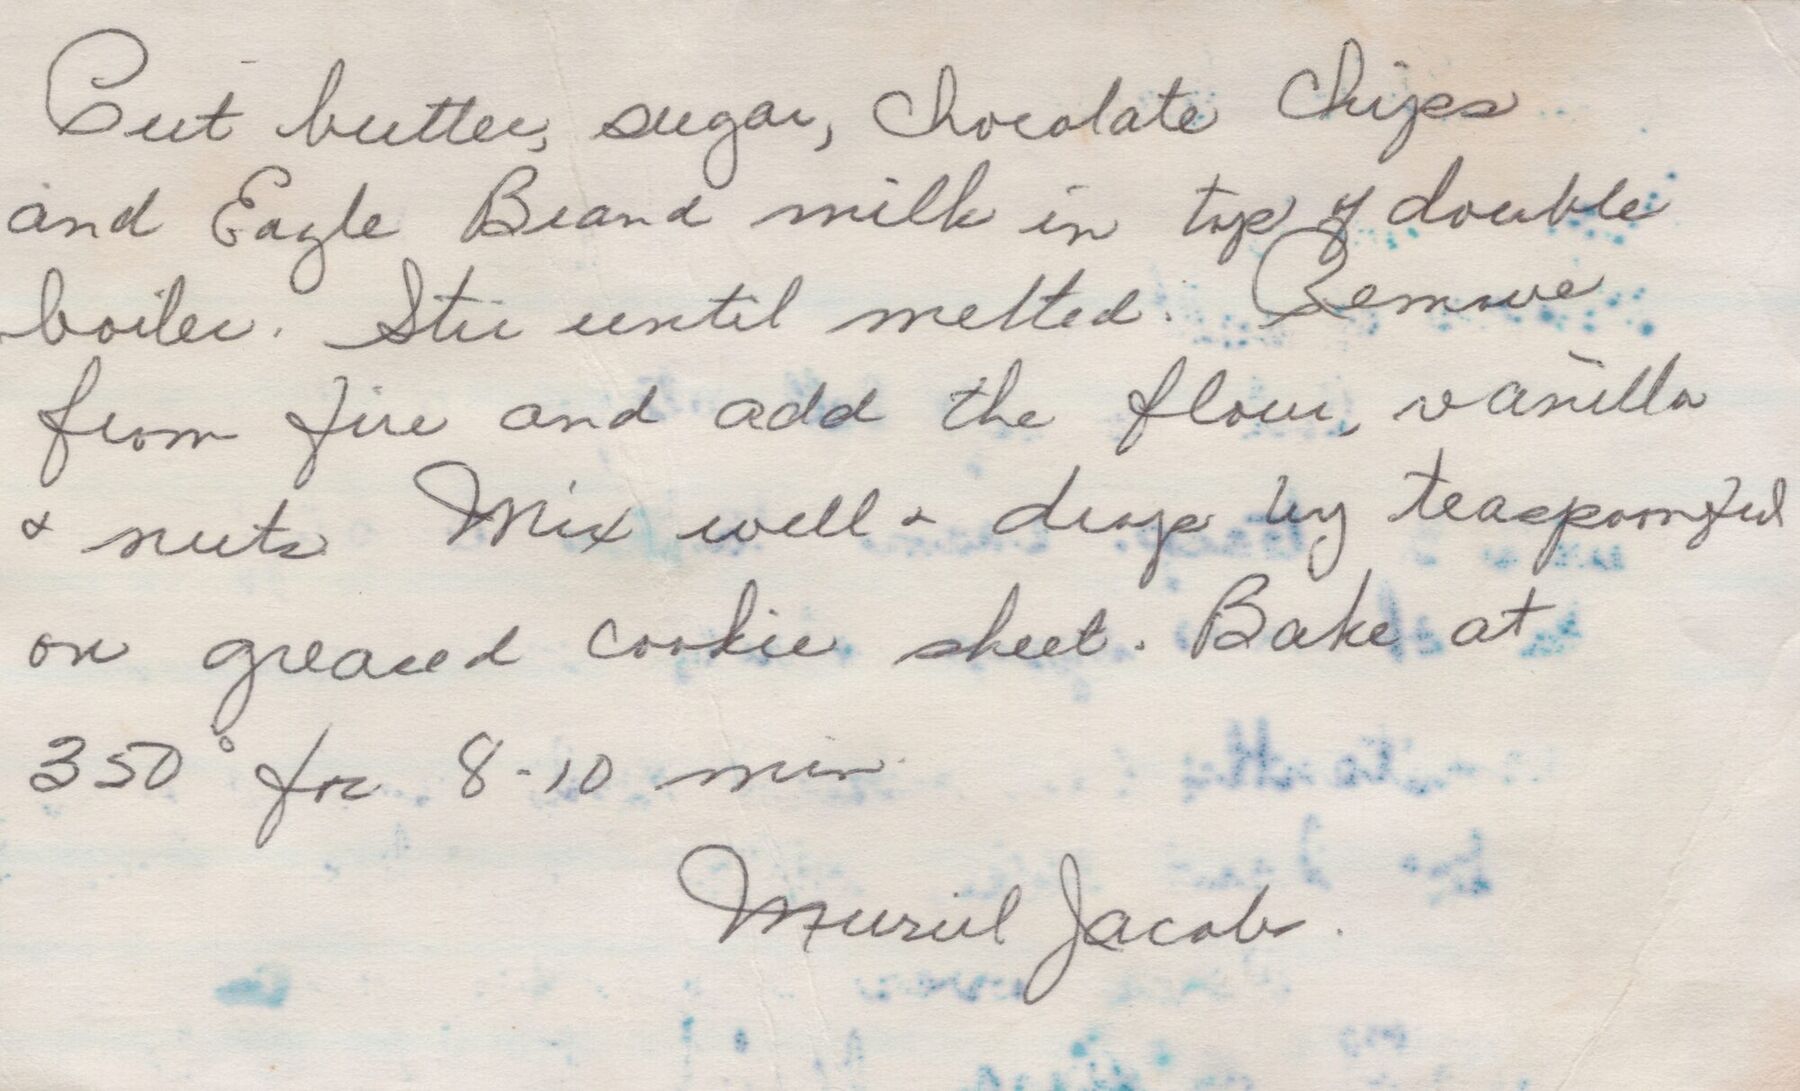 Put butter, sugar, chocolate chips
and Eagle Brand milk in top of double
boiler. Stir until melted. Remove
from fire and add the flour, vanilla
& nuts. Mix well & drop by teaspoonful
on greased cookie sheet. Bake at
350° for 8-10 min.
Muriel Jacobs.